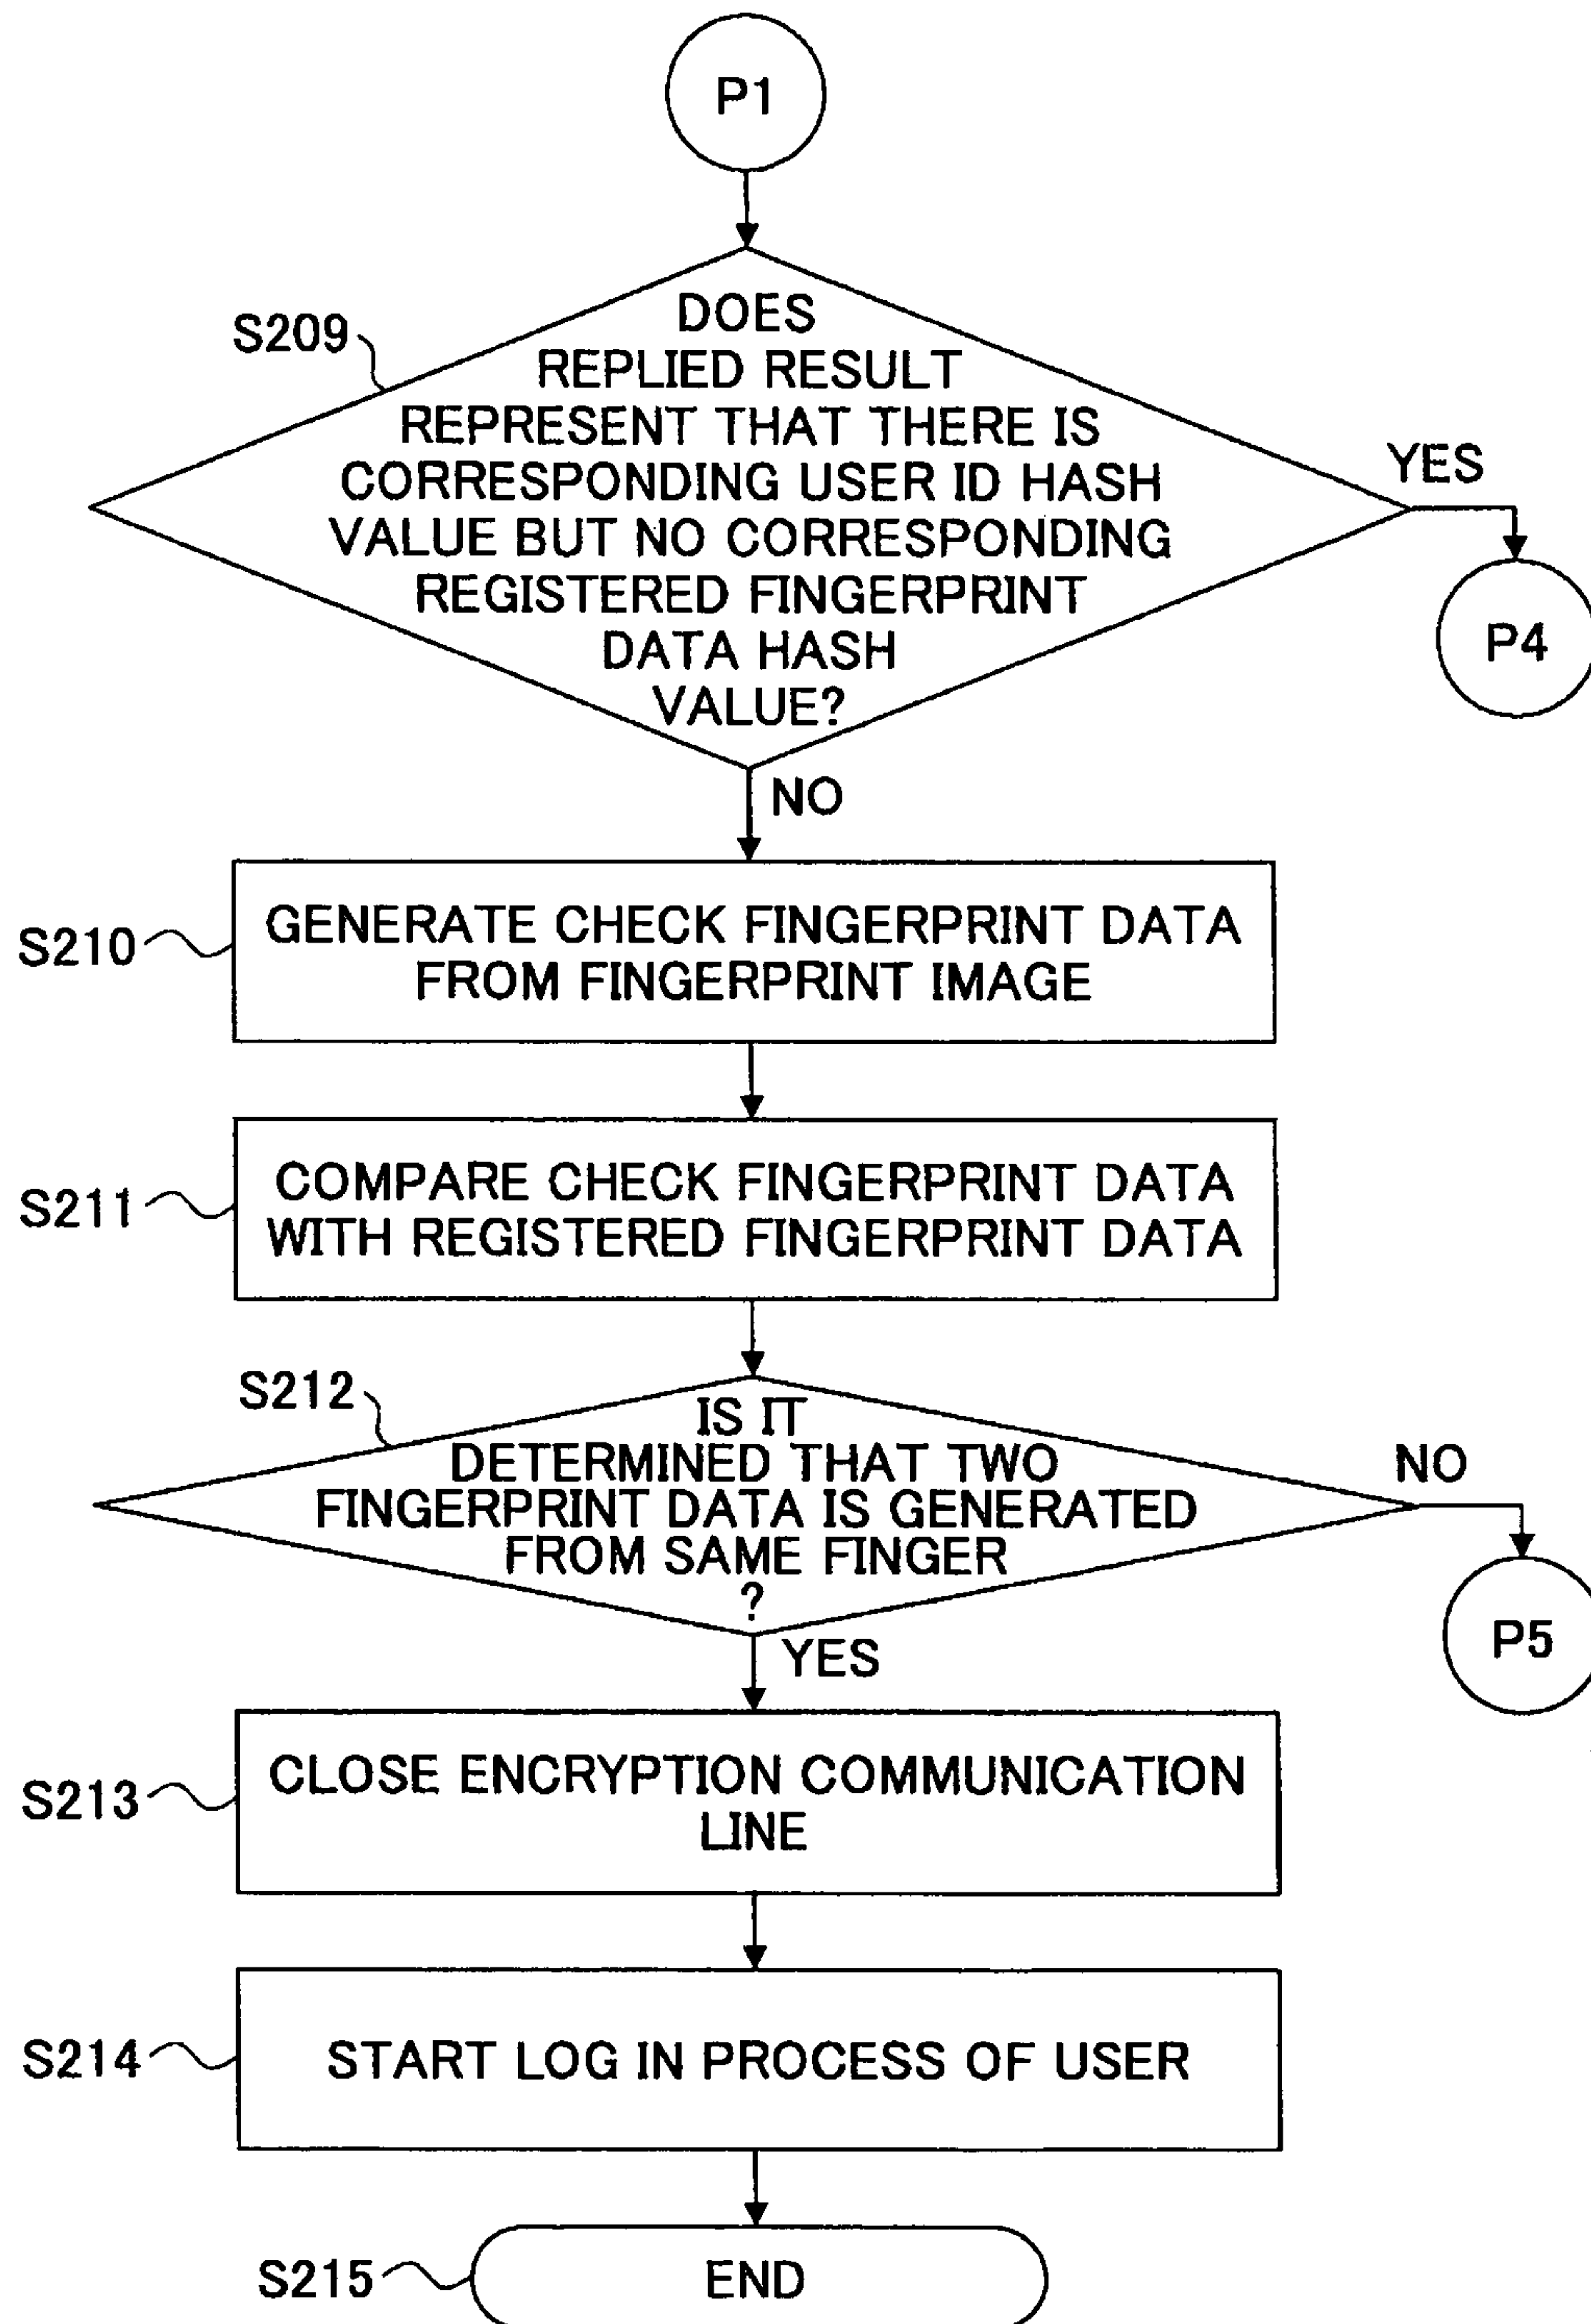 P1
S209
DOES
REPLIED RESULT
REPRESENT THAT THERE IS
CORRESPONDING USER ID HASH
VALUE BUT NO CORRESPONDING
REGISTERED FINGERPRINT
DATA HASH
VALUE?
YES
P4
NO
S210
GENERATE CHECK FINGERPRINT DATA
FROM FINGERPRINT IMAGE
S211
COMPARE CHECK FINGERPRINT DATA
WITH REGISTERED FINGERPRINT DATA
S212
IS IT
DETERMINED THAT TWO
FINGERPRINT DATA IS GENERATED
FROM SAME FINGER
?
NO
P5
YES
S213
CLOSE ENCRYPTION COMMUNICATION
LINE
S214
START LOG IN PROCESS OF USER
S215
END